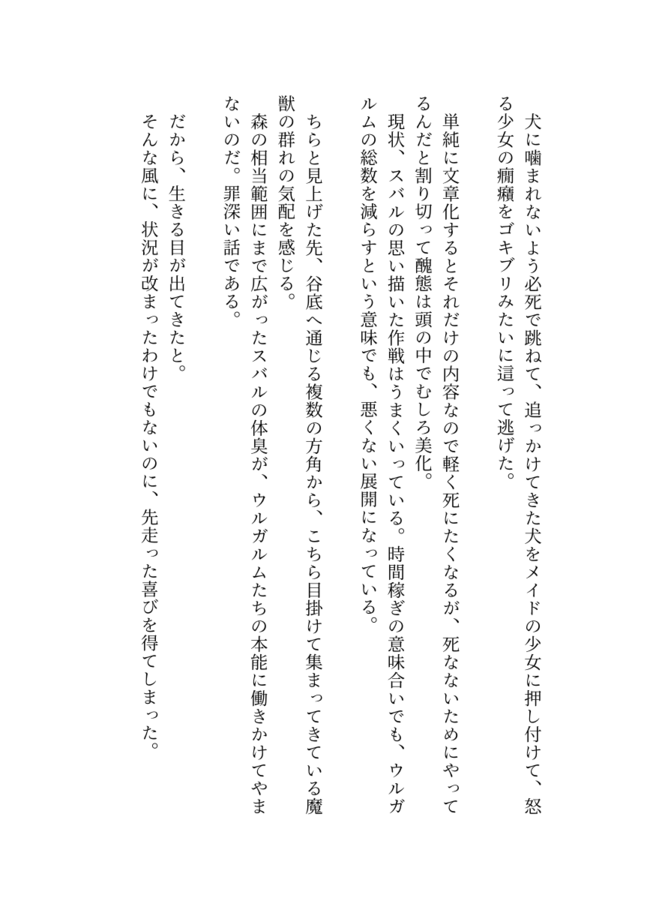 犬に噛まれないよう必死で跳ねて、追っかけてきた犬をメイドの少女に押し付けて、怒
る少女の癇癪をゴキブリみたいに這って逃げた。
単純に文章化するとそれだけの内容なので軽く死にたくなるが、死なないためにやって
るんだと割り切って醜態は頭の中でむしろ美化。
現状、スバルの思い描いた作戦はうまくいっている。時間稼ぎの意味合いでも、ウルガ
ルムの総数を減らすという意味でも、悪くない展開になっている。
ちらと見上げた先、谷底へ通じる複数の方角から、こちら目掛けて集まってきている魔
獣の群れの気配を感じる。
森の相当範囲にまで広がったスバルの体臭が、ウルガルムたちの本能に働きかけてやま
ないのだ。罪深い話である。
だから、生きる目が出てきたと。
そんな風に、状況が改まったわけでもないのに、先走った喜びを得てしまった。